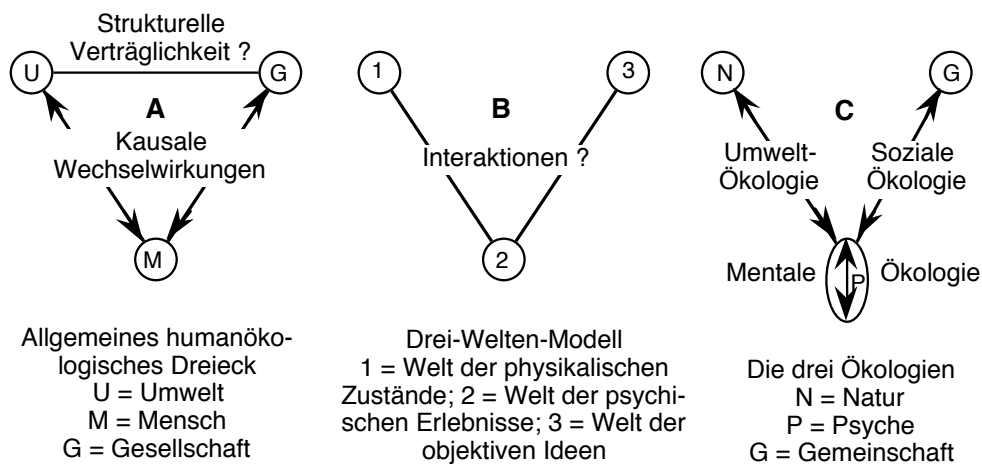 Strukturelle
Verträglichkeit ?
U
G
A
Kausale
Wechselwirkungen
M
Allgemeines humanöko-
logisches Dreieck
U = Umwelt
M = Mensch
G = Gesellschaft
1
3
B
Interaktionen ?
2
Drei-Welten-Modell
1 = Welt der physikalischen
Zustände; 2 = Welt der psychi-
schen Erlebnisse; 3 = Welt der
objektiven Ideen
N
G
C
Umwelt-
Ökologie
Soziale
Ökologie
Mentale
P
Ökologie
Die drei Ökologien
N = Natur
P = Psyche
G = Gemeinschaft